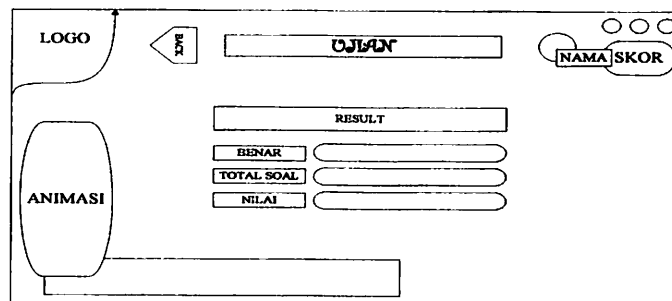 LOGO
BACK
UJIAN
NAMA
SKOR
RESULT
BENAR
TOTAL SOAL
NILAI
ANIMASI